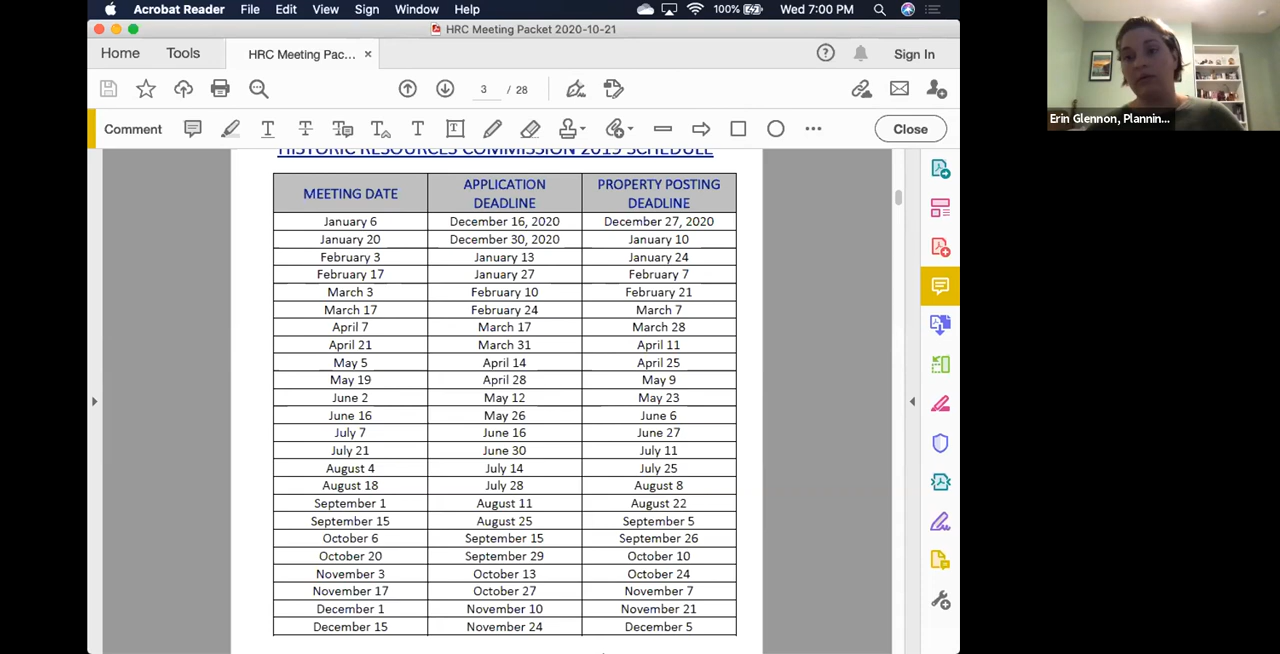 Acrobat Reader File Edit View Sign Window Help 100% Wed 7:00 PM
HRC Meeting Packet 2020-10-21
Home Tools HRC Meeting Pac... × Sign In
3 / 28
Comment Close
HISTORIC RESOURCES COMMISSION 2019 SCHEDULE
MEETING DATE APPLICATION DEADLINE PROPERTY POSTING DEADLINE
January 6 December 16, 2020 December 27, 2020
January 20 December 30, 2020 January 10
February 3 January 13 January 24
February 17 January 27 February 7
March 3 February 10 February 21
March 17 February 24 March 7
April 7 March 17 March 28
April 21 March 31 April 11
May 5 April 14 April 25
May 19 April 28 May 9
June 2 May 12 May 23
June 16 May 26 June 6
July 7 June 16 June 27
July 21 June 30 July 11
August 4 July 14 July 25
August 18 July 28 August 8
September 1 August 11 August 22
September 15 August 25 September 5
October 6 September 15 September 26
October 20 September 29 October 10
November 3 October 13 October 24
November 17 October 27 November 7
December 1 November 10 November 21
December 15 November 24 December 5
Erin Glennon, Plannin...